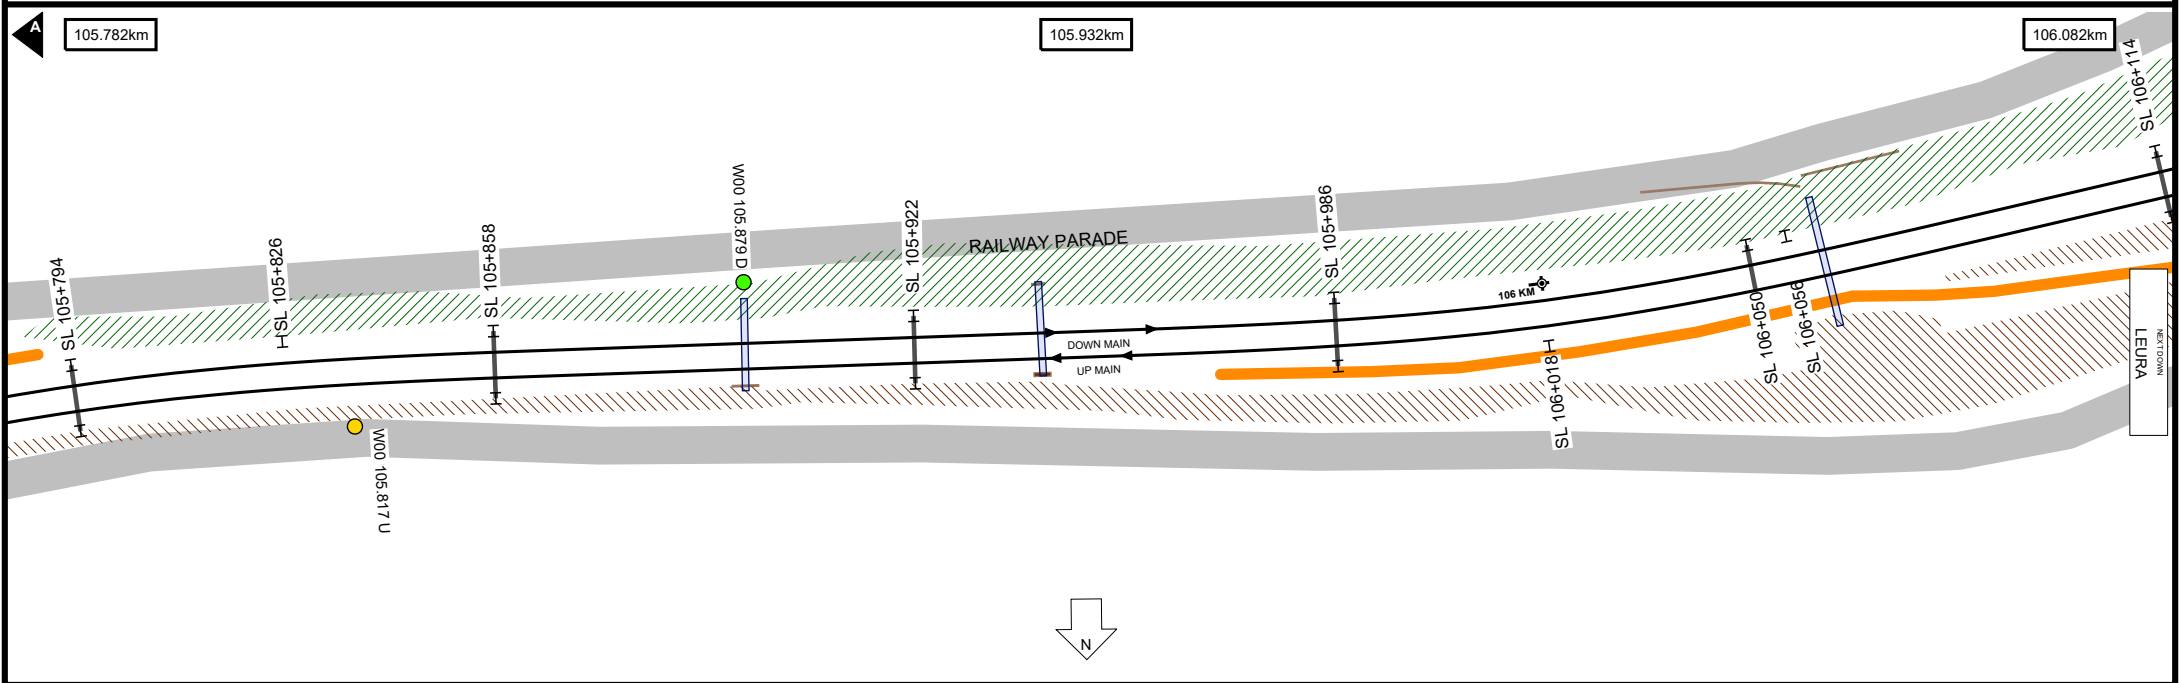 A
105.782km
105.932km
106.082km
SL 105+794
SL 105+826
SL 105+858
W00 105.879 D
SL 105+922
RAILWAY PARADE
SL 105+986
106 KM
SL 106+018
SL 106+050
SL 106+056
SL 106+114
DOWN MAIN
UP MAIN
W00 105.817 U
NEXT DOWN
LEURA
N